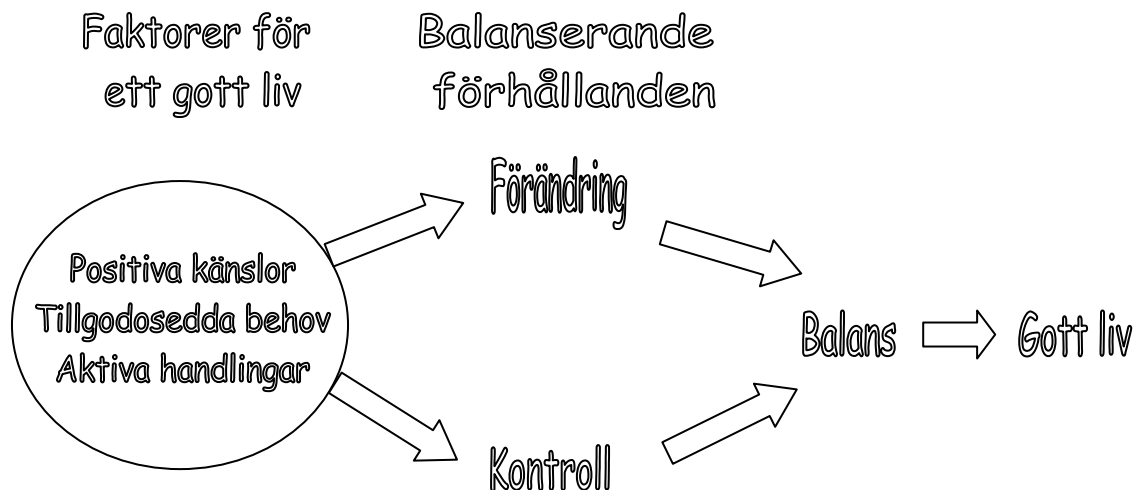 Faktorer för
ett gott liv
Balanserande
förhållanden
Förändring
Positiva känslor
Tillgodosedda behov
Aktiva handlingar
Balans
Gott liv
Kontroll